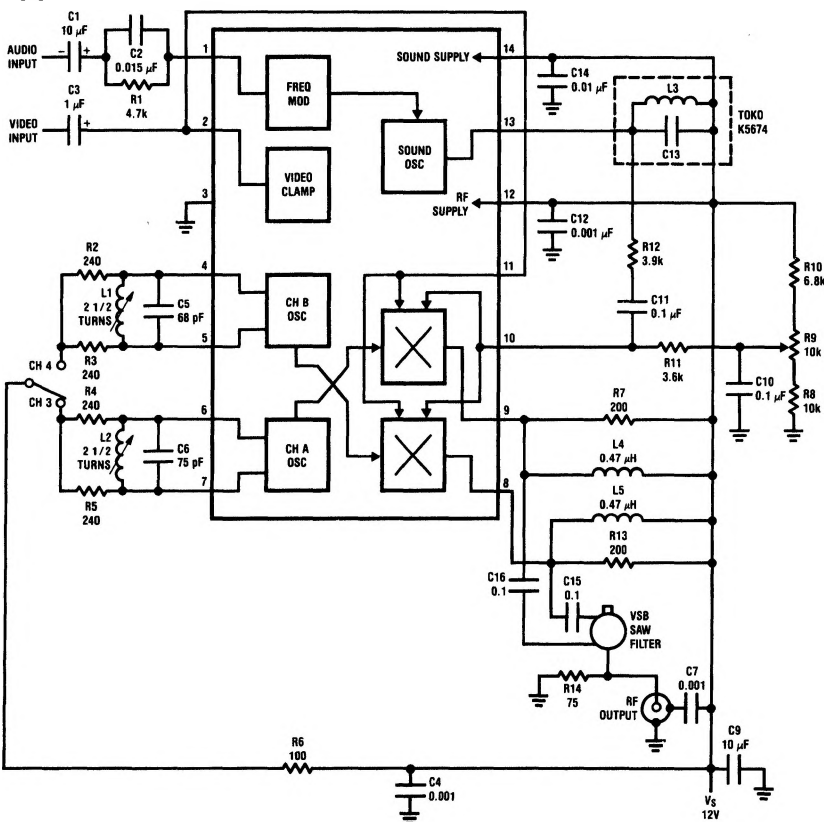 C1
10 μF
AUDIO
INPUT
−
+
C2
0.015 μF
R1
4.7k
C3
1 μF
VIDEO
INPUT
+
1
2
3
FREQ
MOD
VIDEO
CLAMP
SOUND
OSC
SOUND SUPPLY
RF
SUPPLY
14
13
12
11
10
9
8
C14
0.01 μF
L3
C13
TOKO
K5674
C12
0.001 μF
R12
3.9k
C11
0.1 μF
R10
6.8k
R9
10k
R8
10k
R11
3.6k
C10
0.1 μF
R2
240
L1
2 1/2
TURNS
C5
68 pF
R3
240
CH 4
CH 3
R4
240
L2
2 1/2
TURNS
C6
75 pF
R5
240
4
5
6
7
CH B
OSC
CH A
OSC
R7
200
L4
0.47 μH
L5
0.47 μH
R13
200
C16
0.1
C15
0.1
VSB
SAW
FILTER
R14
75
RF
OUTPUT
C7
0.001
C9
10 μF
R6
100
C4
0.001
VS
12V